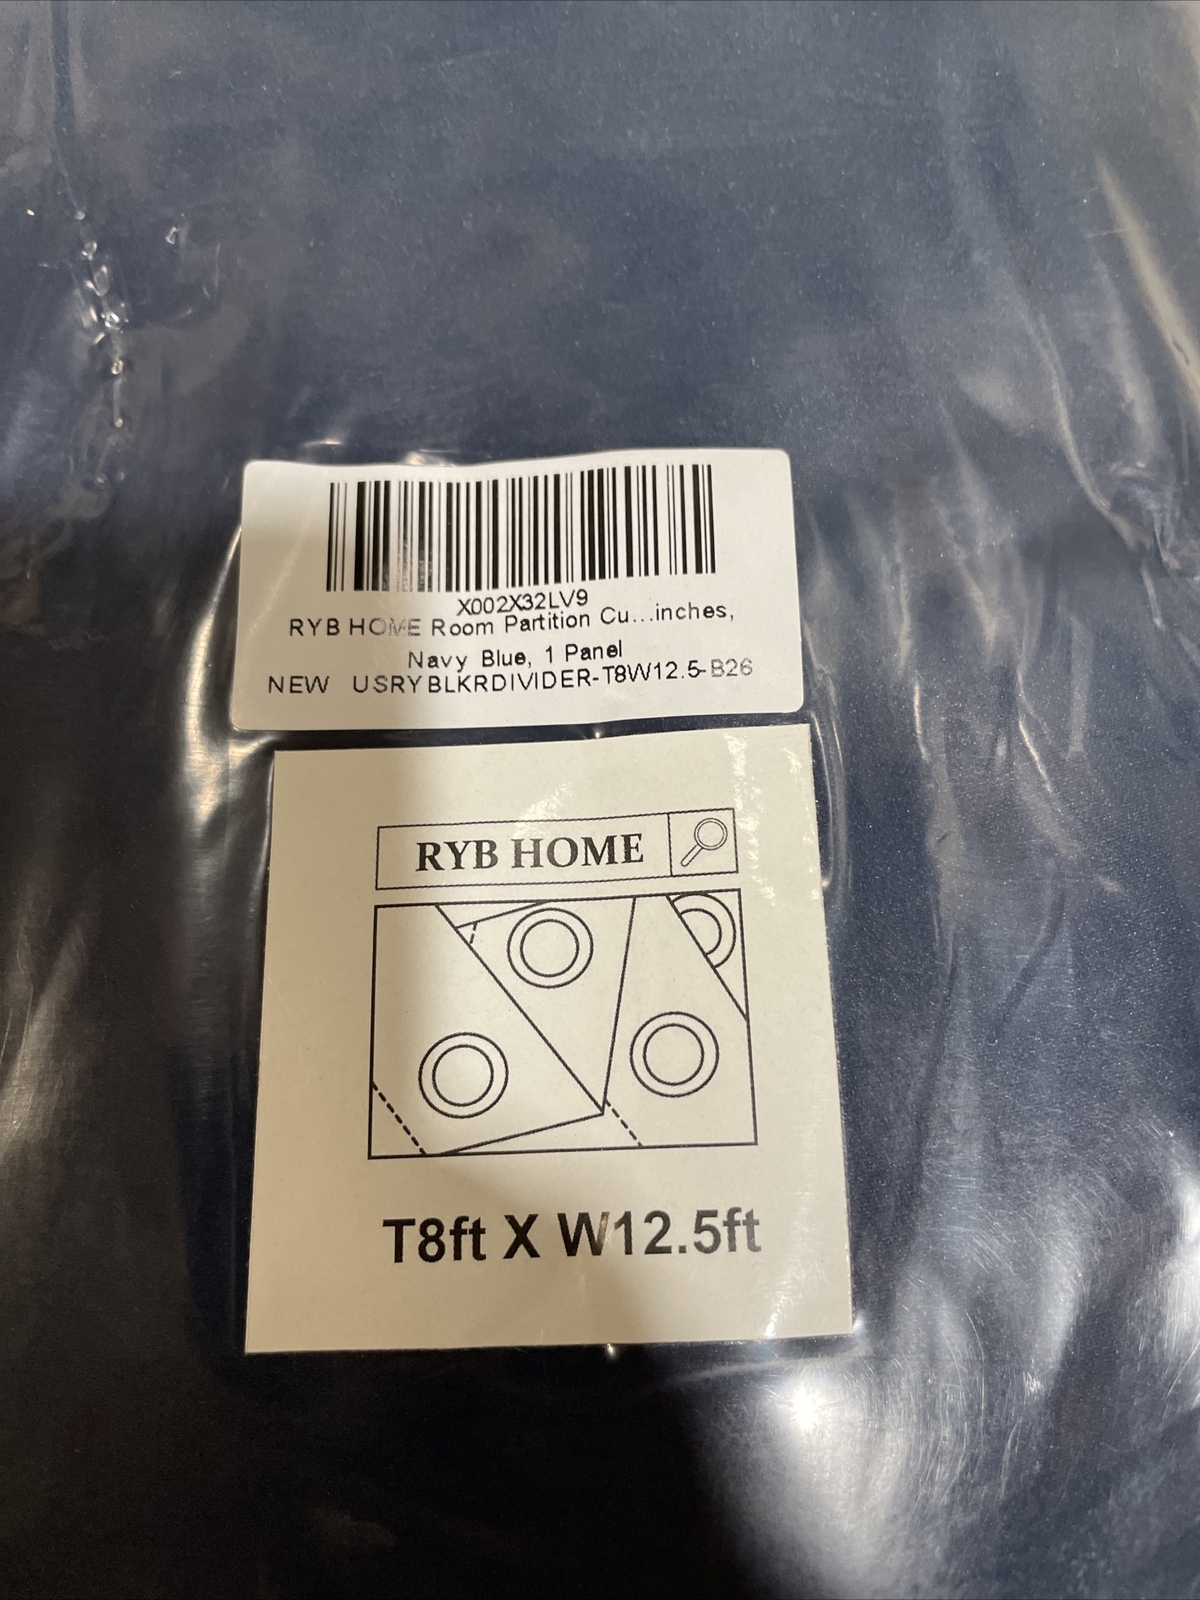 X002X32LV9
RYB HOME Room Partition Cu...inches,
Navy Blue, 1 Panel
NEW USRYBLKRDIVIDER-T8W12.5-B26
RYB HOME
T8ft X W12.5ft